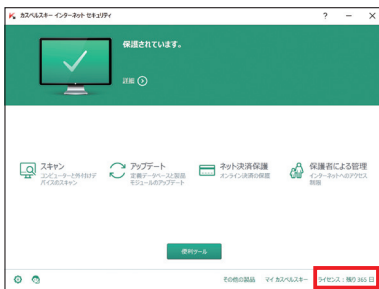 カスペルスキー インターネット セキュリティ
保護されています。
詳細
スキャン
コンピューターと外付けデバイスのスキャン
アップデート
定義データベースと製品モジュールのアップデート
ネット決済保護
オンライン決済の保護
保護者による管理
インターネットへのアクセス制限
便利ツール
その他の製品 マイ カスペルスキー ライセンス：残り 365 日